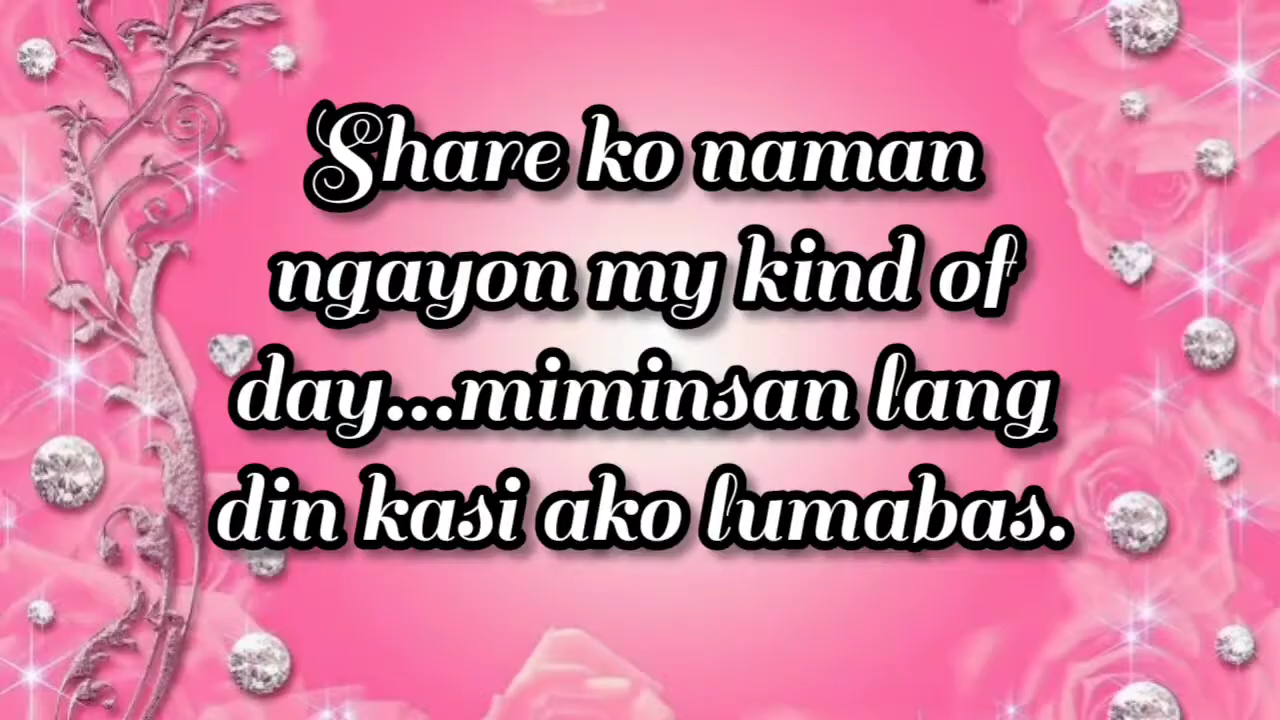 Share ko naman
ngayon my kind of
day...miminsan lang
din kasi ako lumabas.